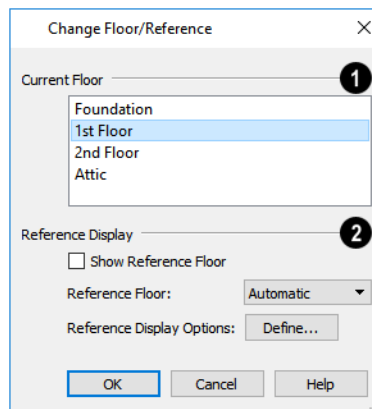 Change Floor/Reference
Current Floor 1
Foundation
1st Floor
2nd Floor
Attic
Reference Display 2
Show Reference Floor
Reference Floor: Automatic
Reference Display Options: Define...
OK Cancel Help